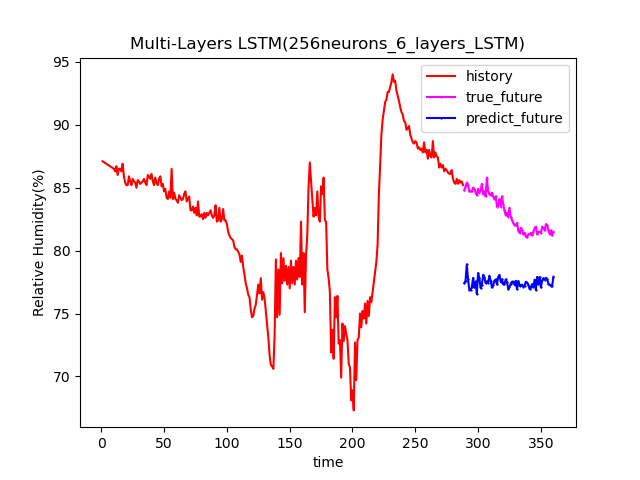 Multi-Layers LSTM(256neurons_6_layers_LSTM)
95
90
85
80
75
70
Relative Humidity(%)
history
true_future
predict_future
0
50
100
150
200
250
300
350
time